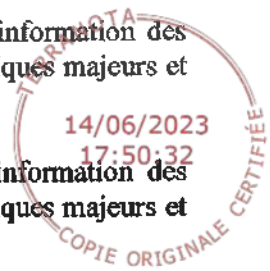 information des
ques majeurs et
TERRANOTA
14/06/2023
17:50:32
information des
ques majeurs et
COPIE ORIGINALE CERTIFIÉE